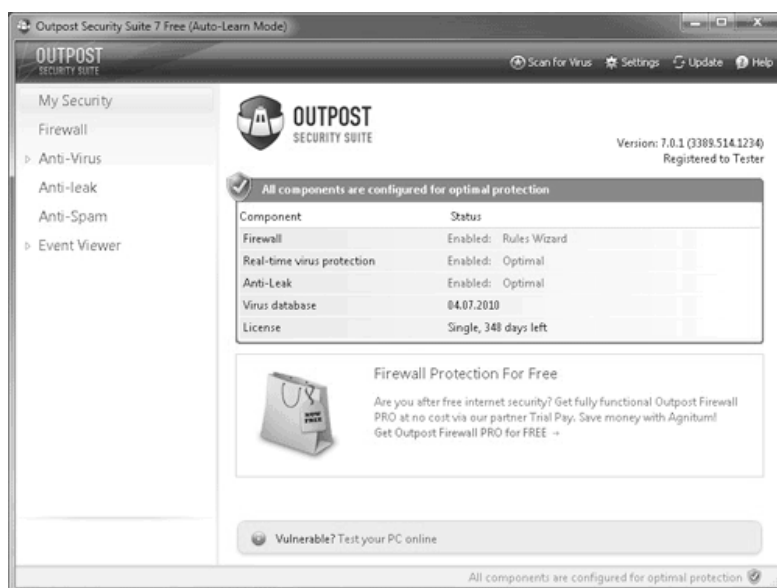 Outpost Security Suite 7 Free (Auto-Learn Mode)
OUTPOST
SECURITY SUITE
Scan for Virus Settings Update Help
My Security
Firewall
Anti-Virus
Anti-leak
Anti-Spam
Event Viewer
OUTPOST
SECURITY SUITE
Version: 7.0.1 (3389.514.1234)
Registered to Tester
All components are configured for optimal protection
Component Status
Firewall Enabled: Rules Wizard
Real-time virus protection Enabled: Optimal
Anti-Leak Enabled: Optimal
Virus database 04.07.2010
License Single, 348 days left
Firewall Protection For Free
Are you after free internet security? Get fully functional Outpost Firewall
PRO at no cost via our partner Trial Pay. Save money with Agnitum!
Get Outpost Firewall PRO for FREE →
Vulnerable? Test your PC online
All components are configured for optimal protection